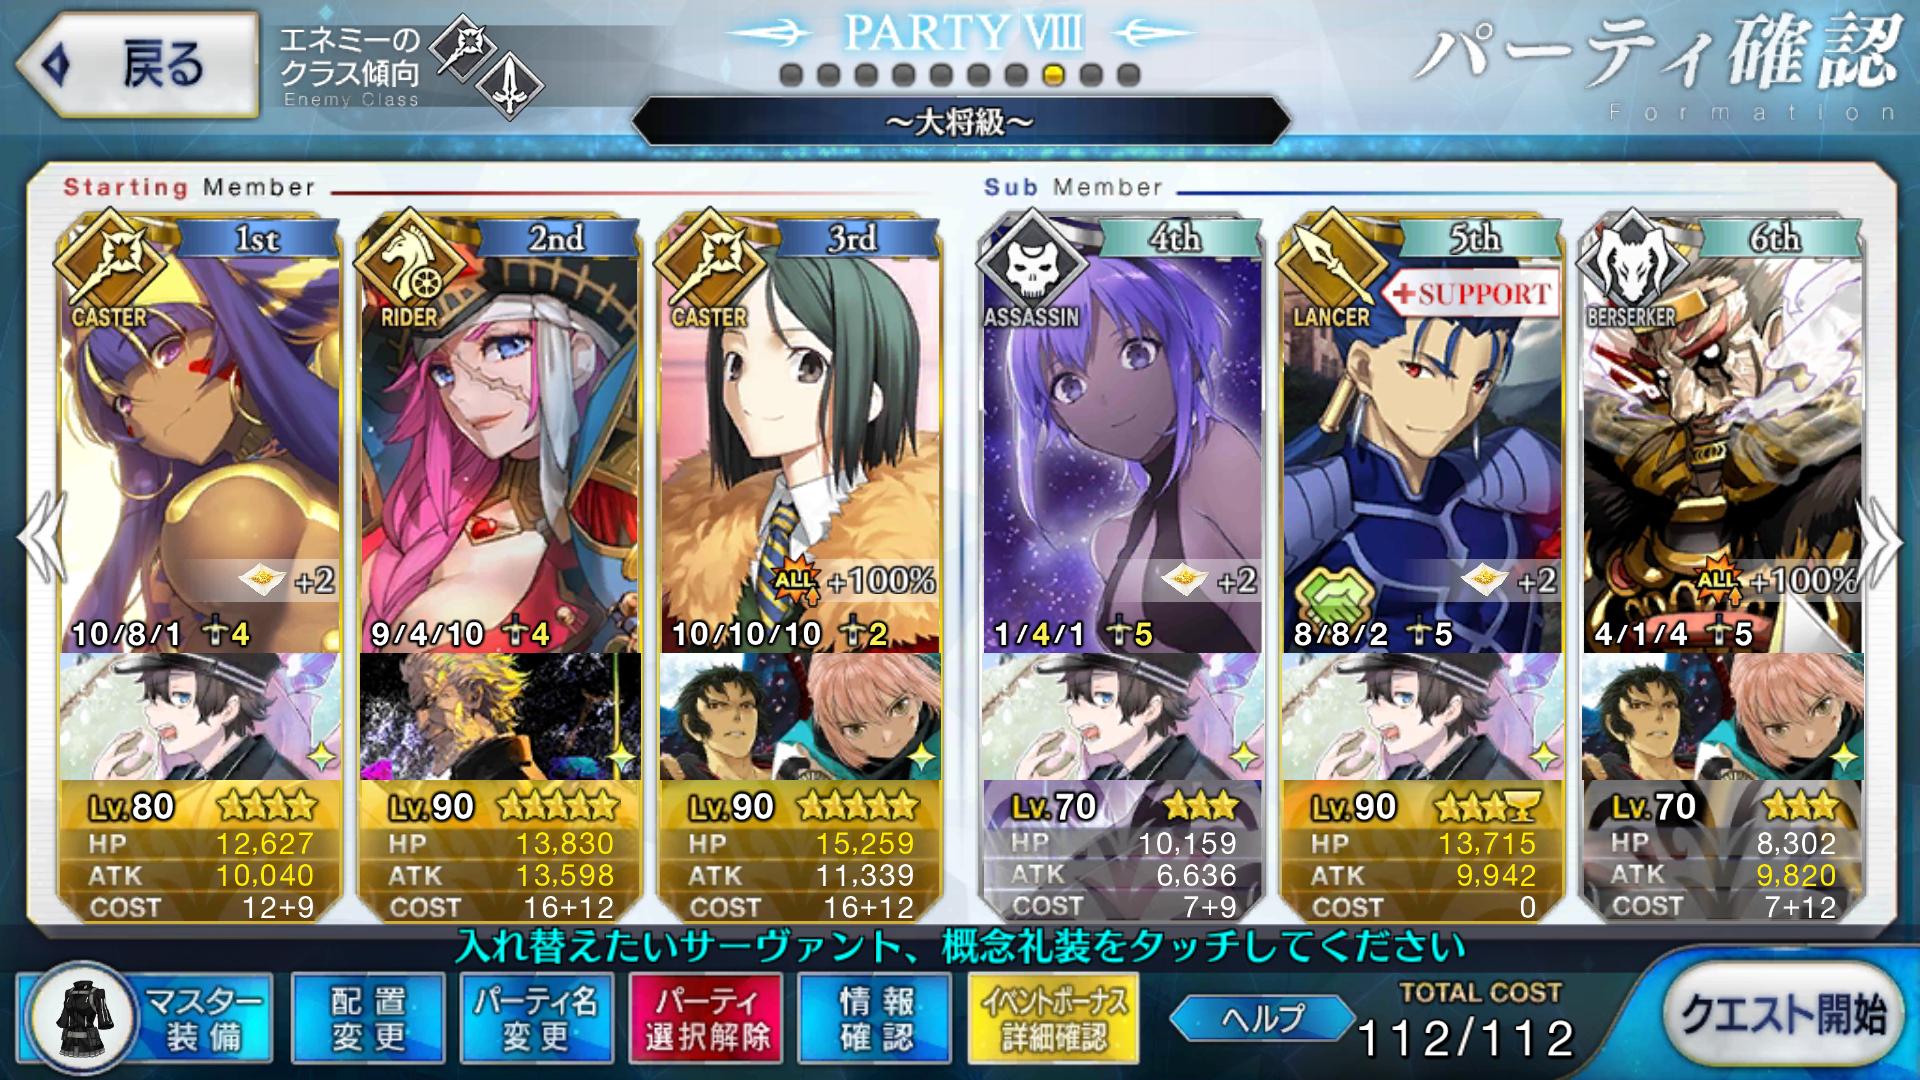 戻る
エネミーの
クラス傾向
Enemy Class
PARTY VIII
～大将級～
パーティ確認
Formation
Starting Member
Sub Member
1st
CASTER
+2
10/8/1 4
Lv.80
HP 12,627
ATK 10,040
COST 12+9
2nd
RIDER
9/4/10 4
Lv.90
HP 13,830
ATK 13,598
COST 16+12
3rd
CASTER
ALL +100%
10/10/10 2
Lv.90
HP 15,259
ATK 11,339
COST 16+12
4th
ASSASSIN
+2
1/4/1 5
Lv.70
HP 10,159
ATK 6,636
COST 7+9
5th
+SUPPORT
LANCER
+2
8/8/2 5
Lv.90
HP 13,715
ATK 9,942
COST 0
6th
BERSERKER
ALL +100%
4/1/4 5
Lv.70
HP 8,302
ATK 9,820
COST 7+12
入れ替えたいサーヴァント、概念礼装をタッチしてください
マスター
装備
配置
変更
パーティ名
変更
パーティ
選択解除
情報
確認
イベントボーナス
詳細確認
ヘルプ
TOTAL COST
112/112
クエスト開始